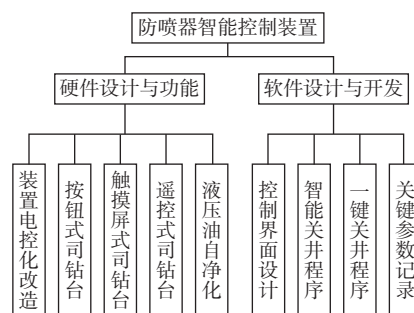 防喷器智能控制装置
硬件设计与功能
软件设计与开发
装置电控化改造
按钮式司钻台
触摸屏式司钻台
遥控式司钻台
液压油自净化
控制界面设计
智能关井程序
一键关井程序
关键参数记录